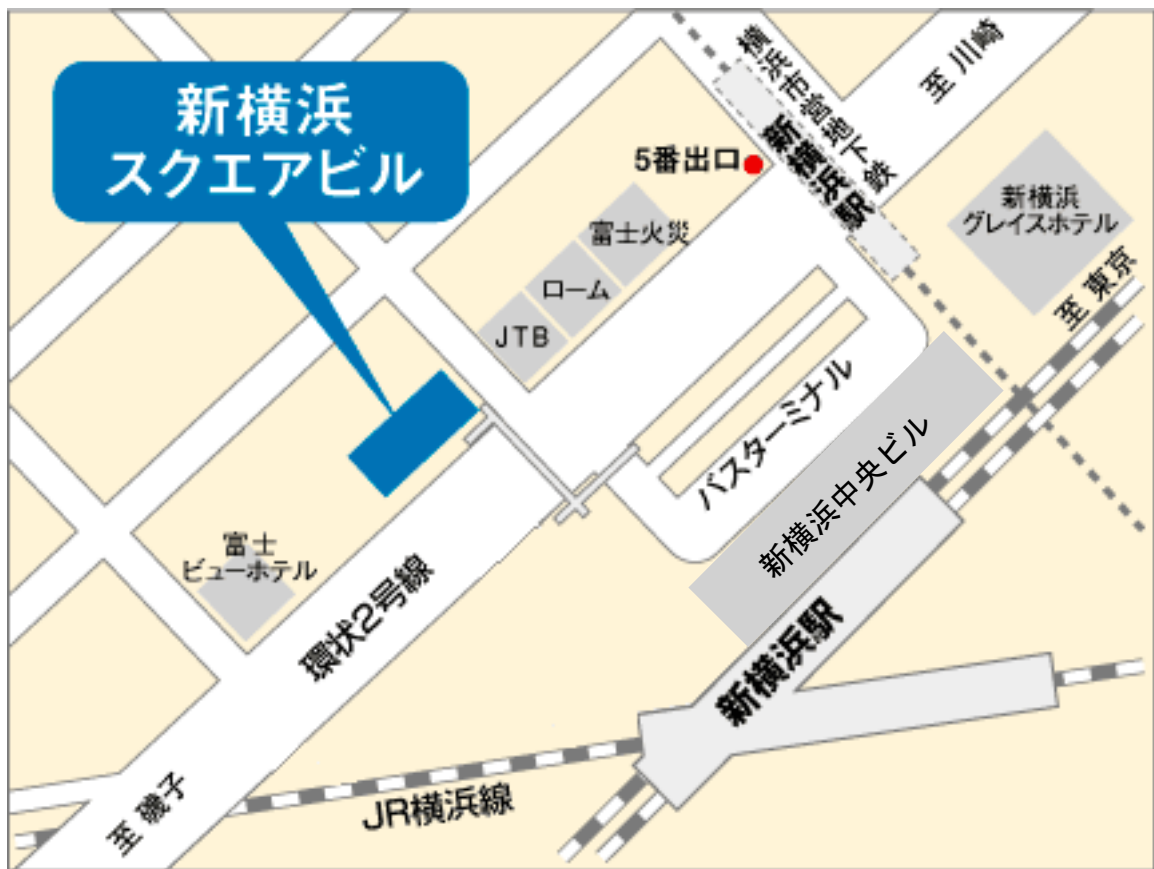 新横浜
スクエアビル
横浜市営地下鉄
新横浜駅
至 川崎
5番出口
新横浜
グレイスホテル
富士火災
ローム
JTB
至 東京
バスターミナル
新横浜中央ビル
富士
ビューホテル
環状2号線
新横浜駅
至 磯子
JR横浜線